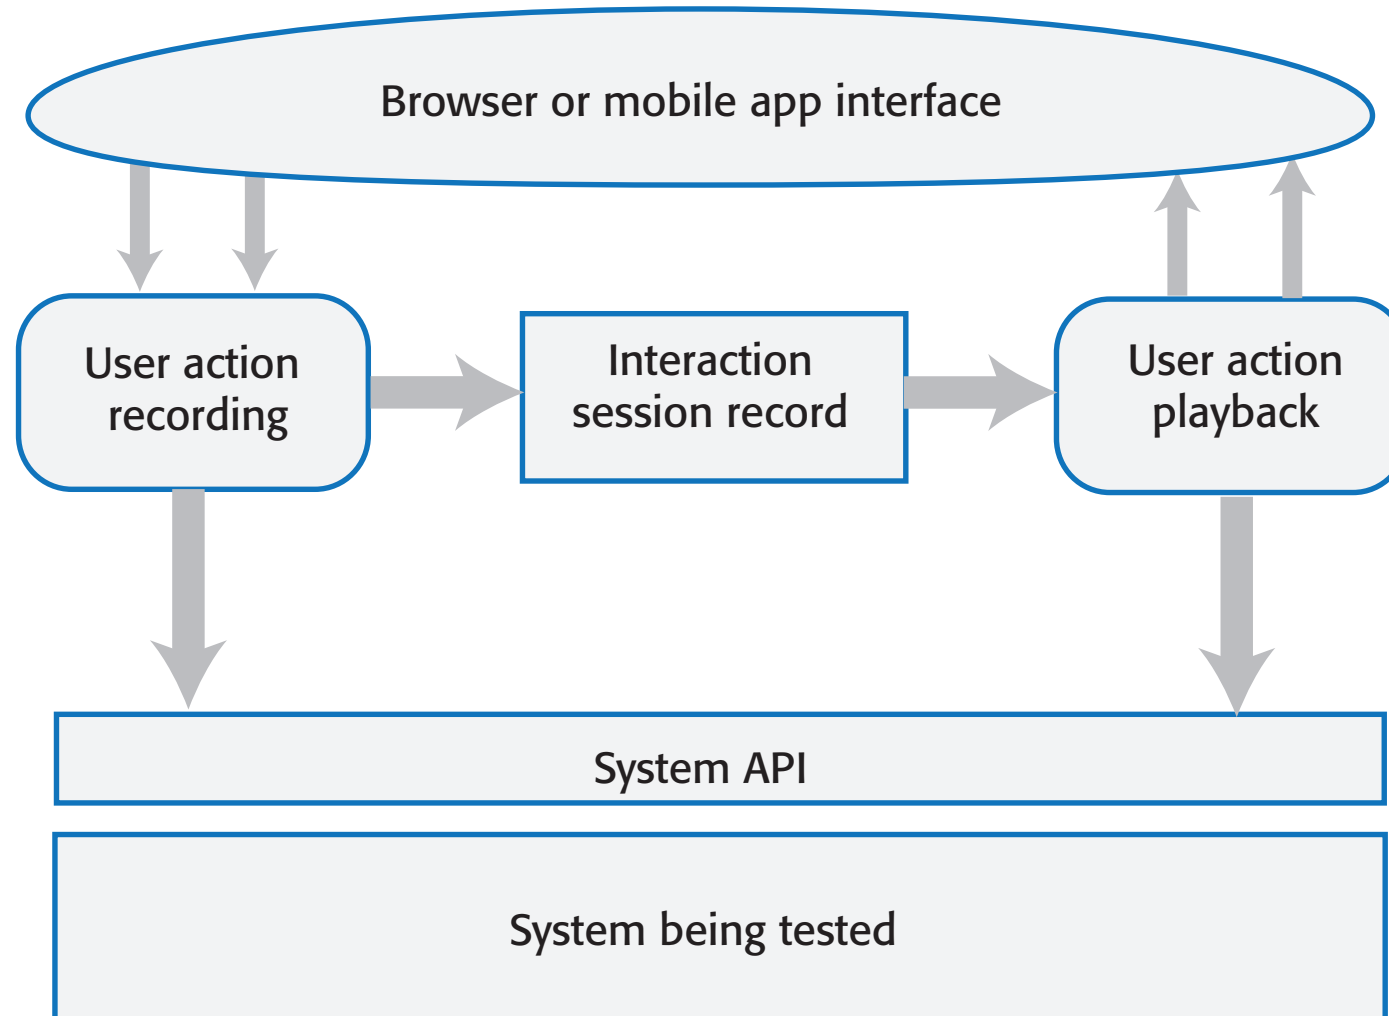 Browser or mobile app interface
User action
recording
Interaction
session record
User action
playback
System API
System being tested